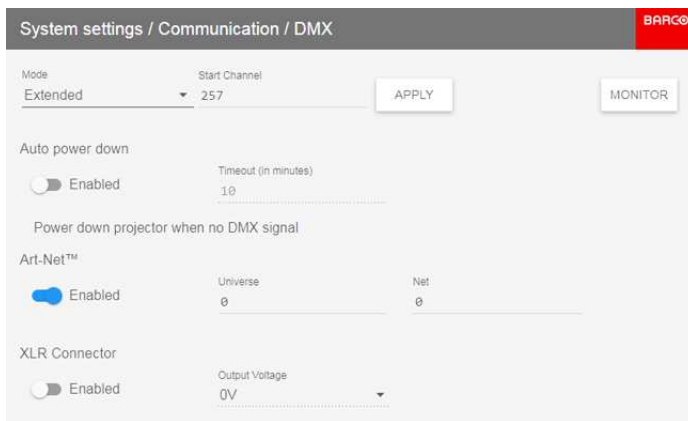 System settings / Communication / DMX
BARCO
Mode
Start Channel
Extended
257
APPLY
MONITOR
Auto power down
Enabled
Timeout (in minutes)
10
Power down projector when no DMX signal
Art-Net™
Enabled
Universe
0
Net
0
XLR Connector
Enabled
Output Voltage
0V